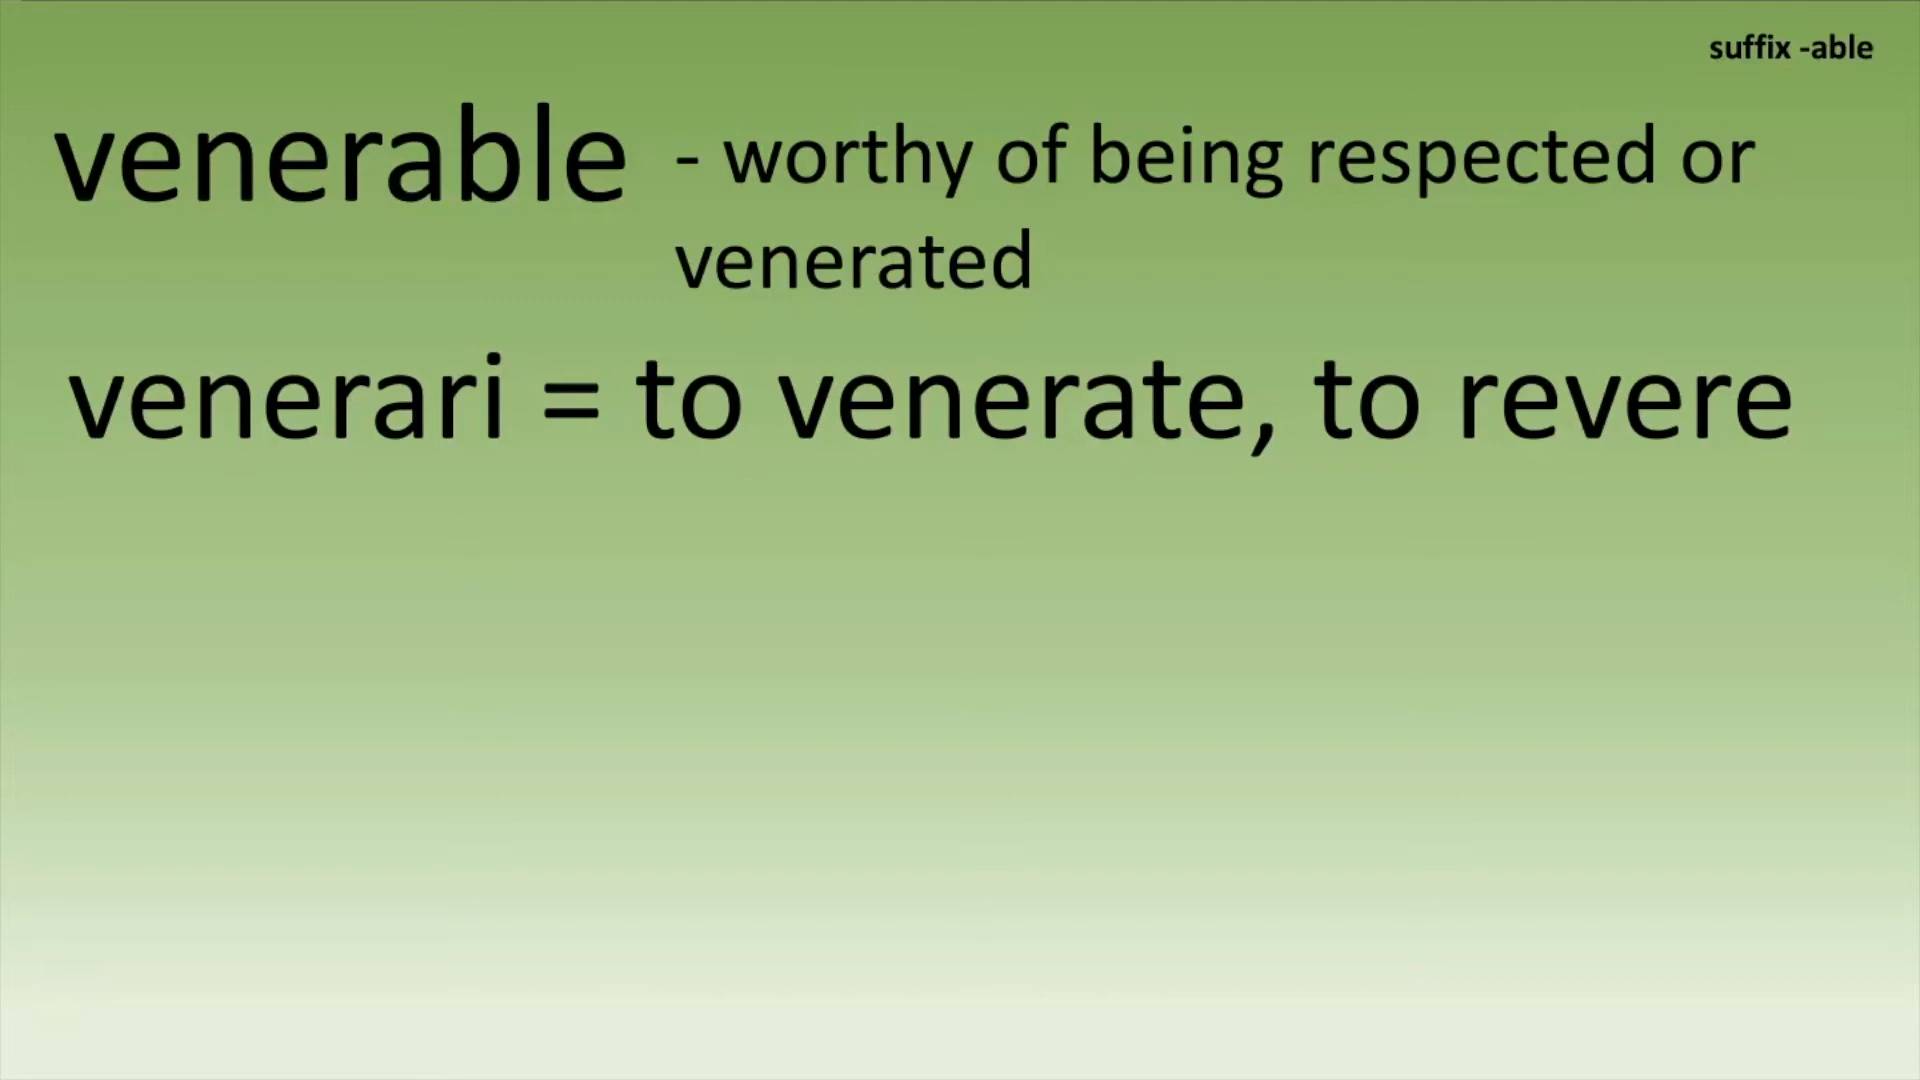 suffix -able
venerable - worthy of being respected or
venerated
venerari = to venerate, to revere